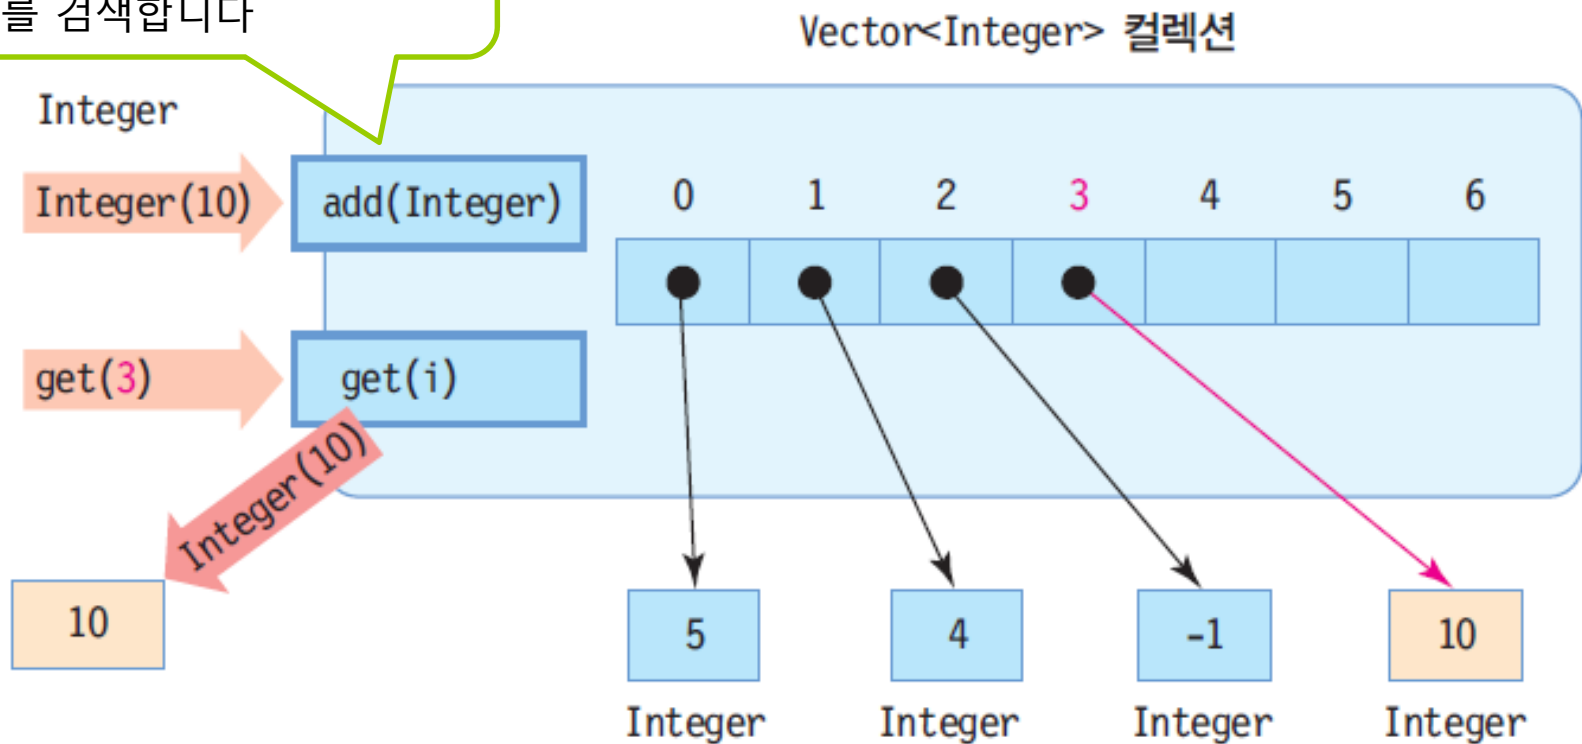 를 검색합니다
Vector<Integer> 컬렉션
Integer
Integer(10)
add(Integer)
0 1 2 3 4 5 6
get(3)
get(i)
Integer(10)
10
5 4 -1 10
Integer Integer Integer Integer